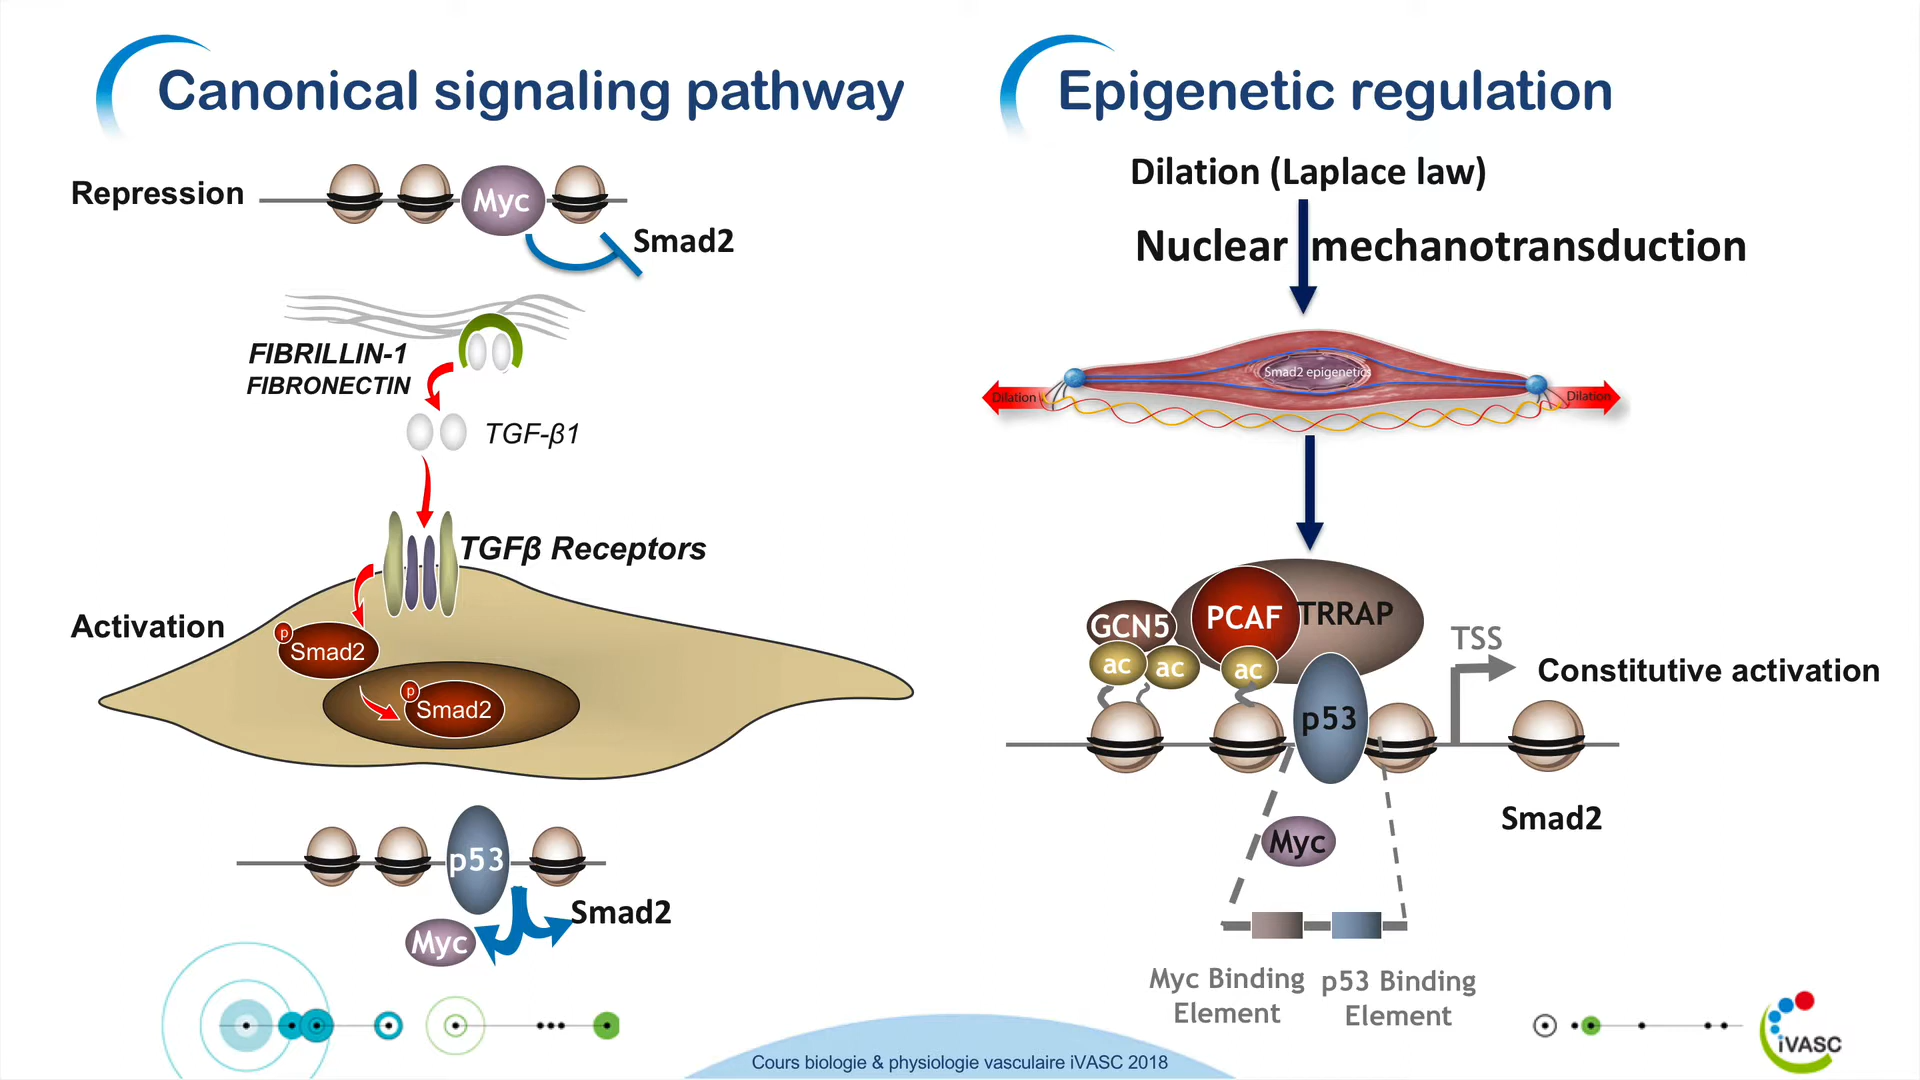 Canonical signaling pathway
Repression
Myc
Smad2
FIBRILLIN-1
FIBRONECTIN
TGF-β1
TGFβ Receptors
Activation
p
Smad2
p
Smad2
p53
Smad2
Myc
Epigenetic regulation
Dilation (Laplace law)
Nuclear mechanotransduction
Smad2 epigenetics
Dilation
Dilation
GCN5
PCAF
TRRAP
ac
ac
ac
TSS
Constitutive activation
p53
Smad2
Myc
Myc Binding
Element
p53 Binding
Element
Cours biologie & physiologie vasculaire iVASC 2018
iVASC